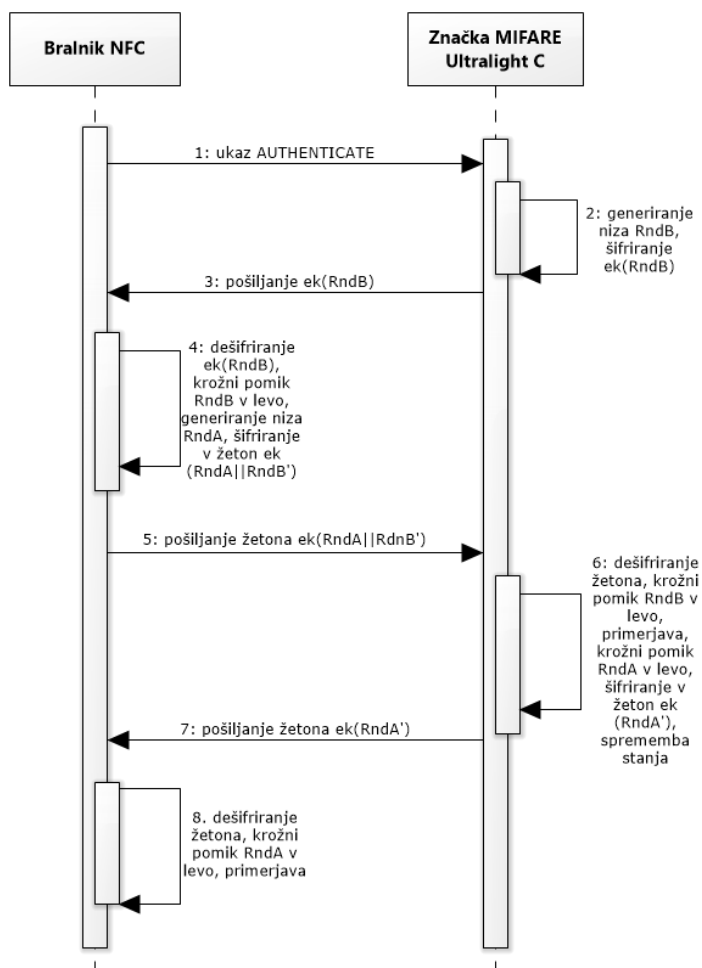 Bralnik NFC
Značka MIFARE
Ultralight C
1: ukaz AUTHENTICATE
2: generiranje
niza RndB,
šifriranje
ek(RndB)
3: pošiljanje ek(RndB)
4: dešifriranje
ek(RndB),
krožni pomik
RndB v levo,
generiranje niza
RndA, šifriranje
v žeton ek
(RndA||RndB')
5: pošiljanje žetona ek(RndA||RdnB')
6: dešifriranje
žetona, krožni
pomik RndB v
levo,
primerjava,
krožni pomik
RndA v levo,
šifriranje v
žeton ek
(RndA'),
sprememba
stanja
7: pošiljanje žetona ek(RndA')
8. dešifriranje
žetona, krožni
pomik RndA v
levo, primerjava